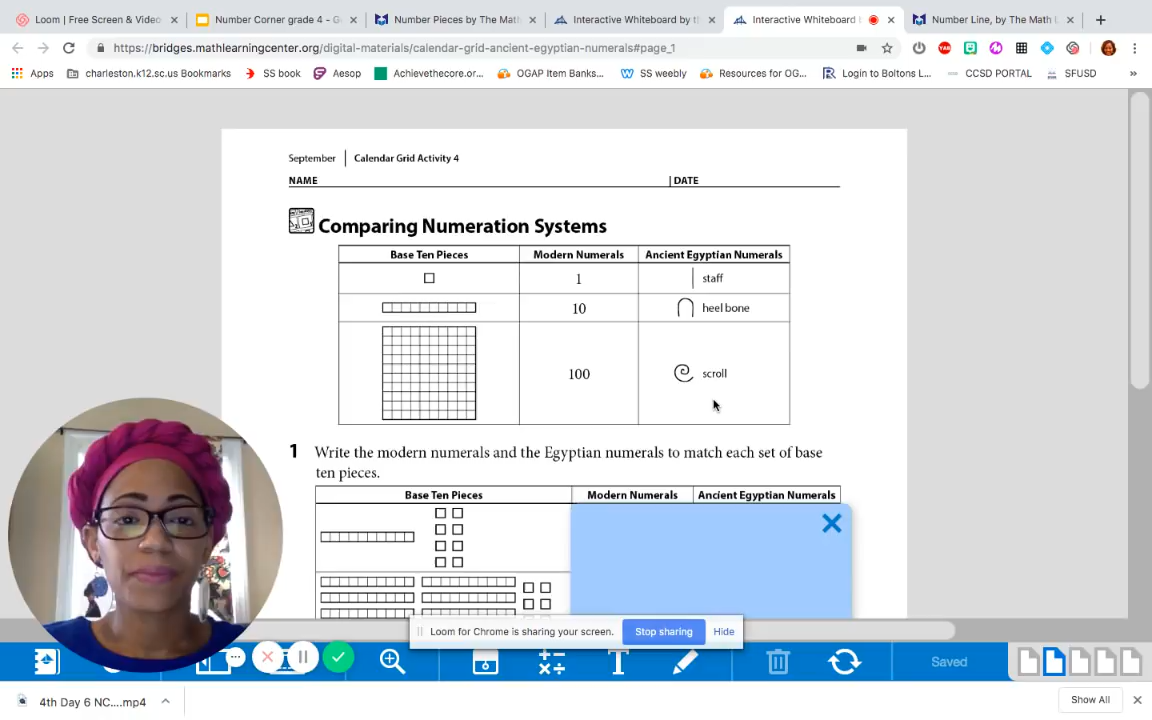 Loom | Free Screen & Video
Number Corner grade 4 - G
Number Pieces by The Math
Interactive Whiteboard by t
Interactive Whiteboard
Number Line, by The Math
https://bridges.mathlearningcenter.org/digital-materials/calendar-grid-ancient-egyptian-numerals#page_1
Apps
charleston.k12.sc.us Bookmarks
SS book
Aesop
Achievethecore.or...
OGAP Item Banks...
SS weekly
Resources for OG...
Login to Boltons L...
CCSD PORTAL
SFUSD
September | Calendar Grid Activity 4
NAME | DATE
Comparing Numeration Systems
Base Ten Pieces Modern Numerals Ancient Egyptian Numerals
1 staff
10 heel bone
100 scroll
1 Write the modern numerals and the Egyptian numerals to match each set of base
ten pieces.
Base Ten Pieces Modern Numerals Ancient Egyptian Numerals
Loom for Chrome is sharing your screen. Stop sharing Hide
Saved
4th Day 6 NC....mp4
Show All